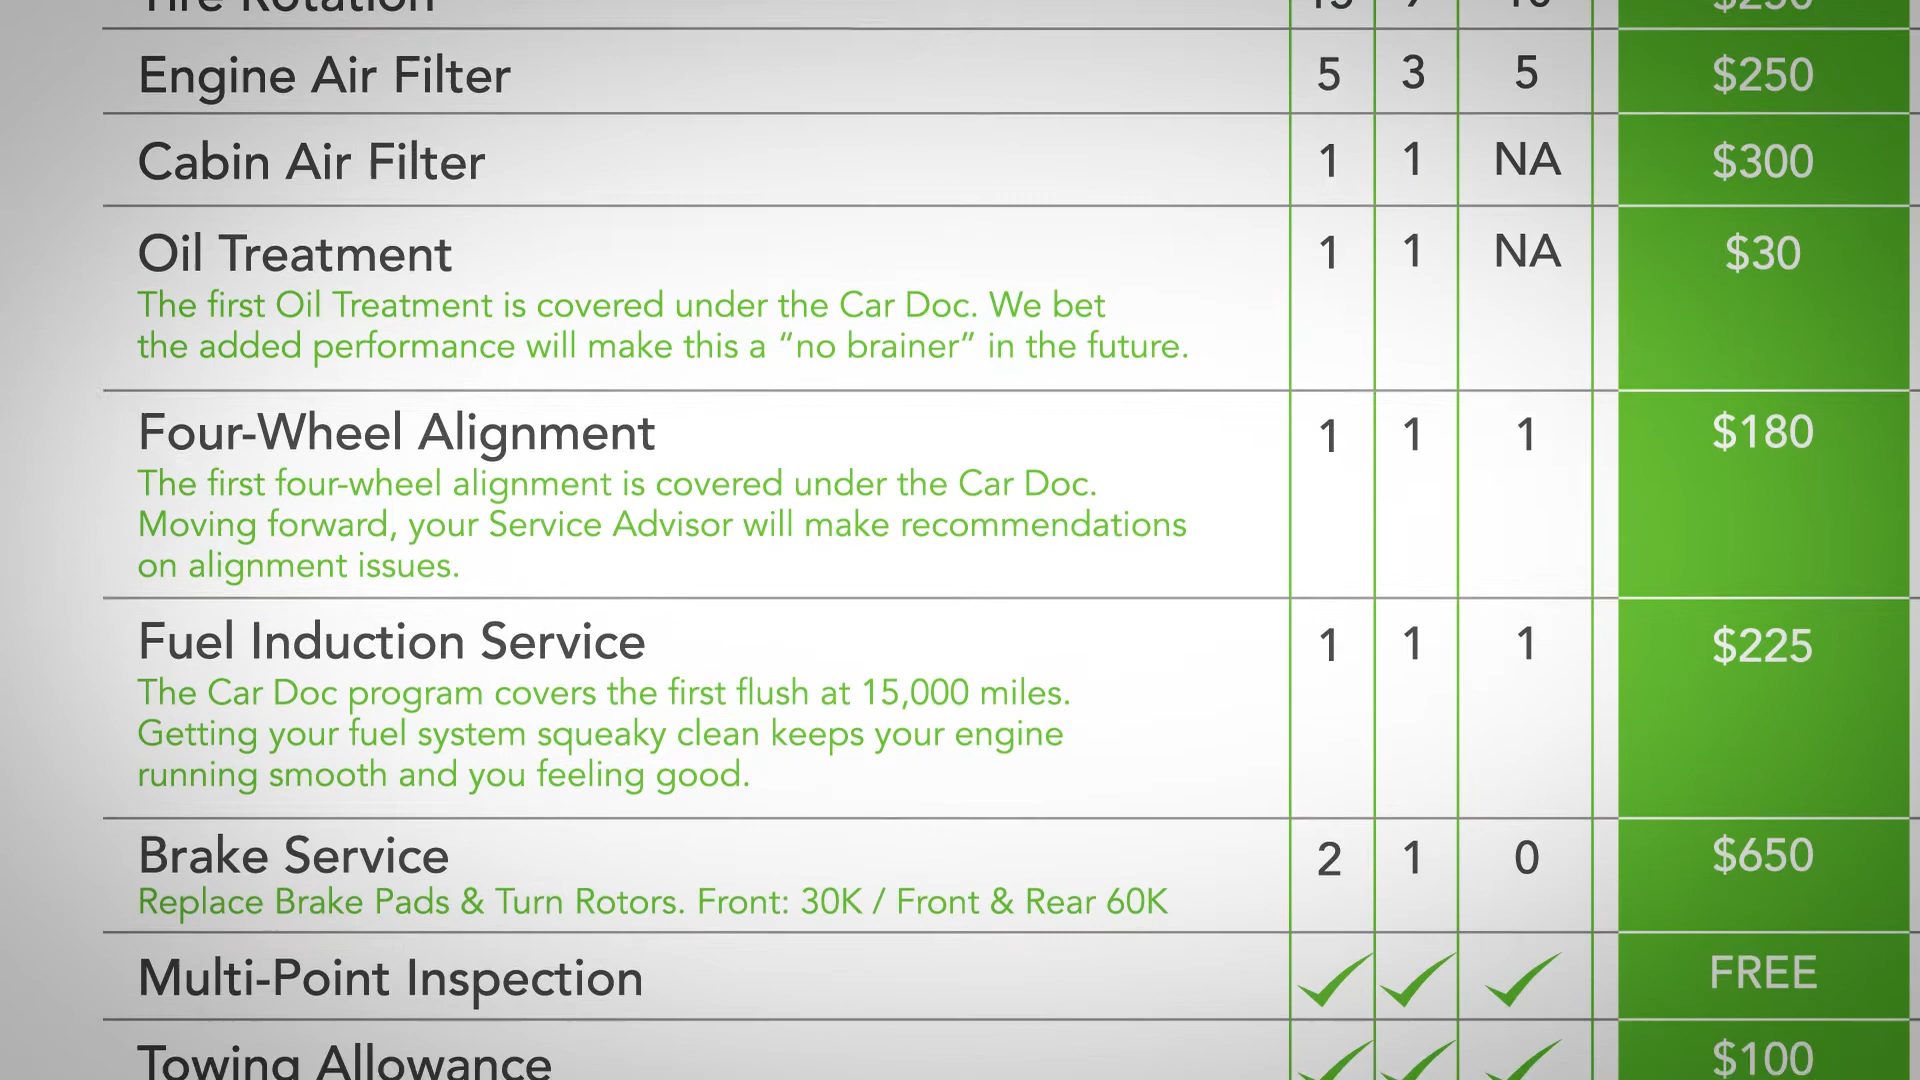 Tire Rotation 15 7 10 $250
Engine Air Filter 5 3 5 $250
Cabin Air Filter 1 1 NA $300
Oil Treatment 1 1 NA $30
The first Oil Treatment is covered under the Car Doc. We bet
the added performance will make this a “no brainer” in the future.
Four-Wheel Alignment 1 1 1 $180
The first four-wheel alignment is covered under the Car Doc.
Moving forward, your Service Advisor will make recommendations
on alignment issues.
Fuel Induction Service 1 1 1 $225
The Car Doc program covers the first flush at 15,000 miles.
Getting your fuel system squeaky clean keeps your engine
running smooth and you feeling good.
Brake Service 2 1 0 $650
Replace Brake Pads & Turn Rotors. Front: 30K / Front & Rear 60K
Multi-Point Inspection FREE
Towing Allowance $100